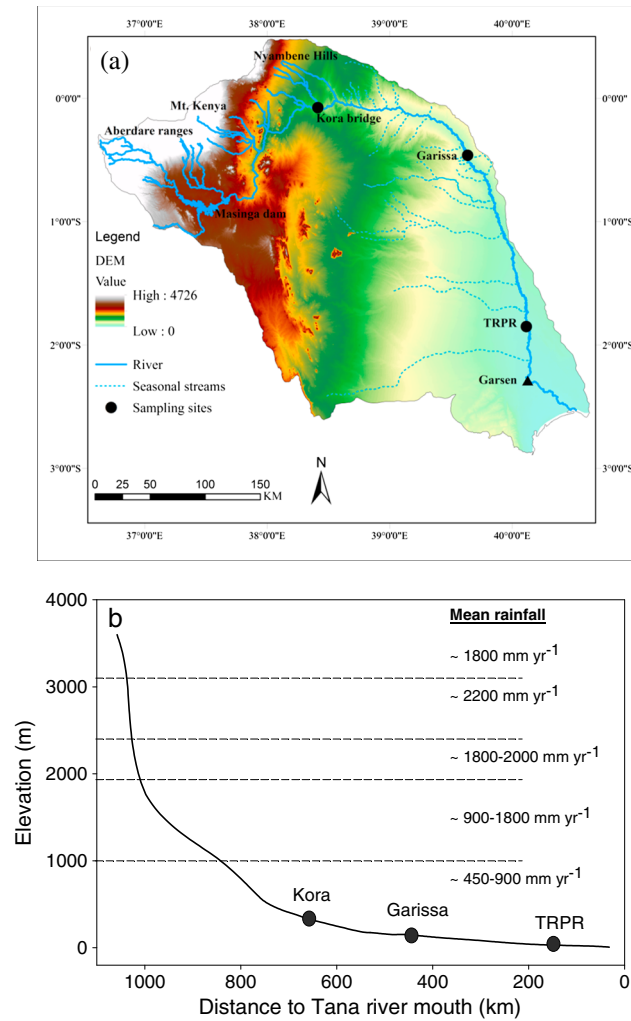 37°0'0"E 38°0'0"E 39°0'0"E 40°0'0"E
(a)
Nyambene Hills
0°0'0" 0°0'0"
Mt. Kenya
Kora bridge
Aberdare ranges
Garissa
Masinga dam
1°0'0"S 1°0'0"S
Legend
DEM
Value
High : 4726
Low : 0
TRPR
2°0'0"S 2°0'0"S
River
Garsen
Seasonal streams
Sampling sites
N
3°0'0"S 3°0'0"S
0 25 50 100 150
KM
37°0'0"E 38°0'0"E 39°0'0"E 40°0'0"E
b
Mean rainfall
4000
~ 1800 mm yr-1
3000
~ 2200 mm yr-1
~ 1800-2000 mm yr-1
2000
~ 900-1800 mm yr-1
1000
~ 450-900 mm yr-1
Kora
Garissa
TRPR
0
Elevation (m)
1000 800 600 400 200 0
Distance to Tana river mouth (km)